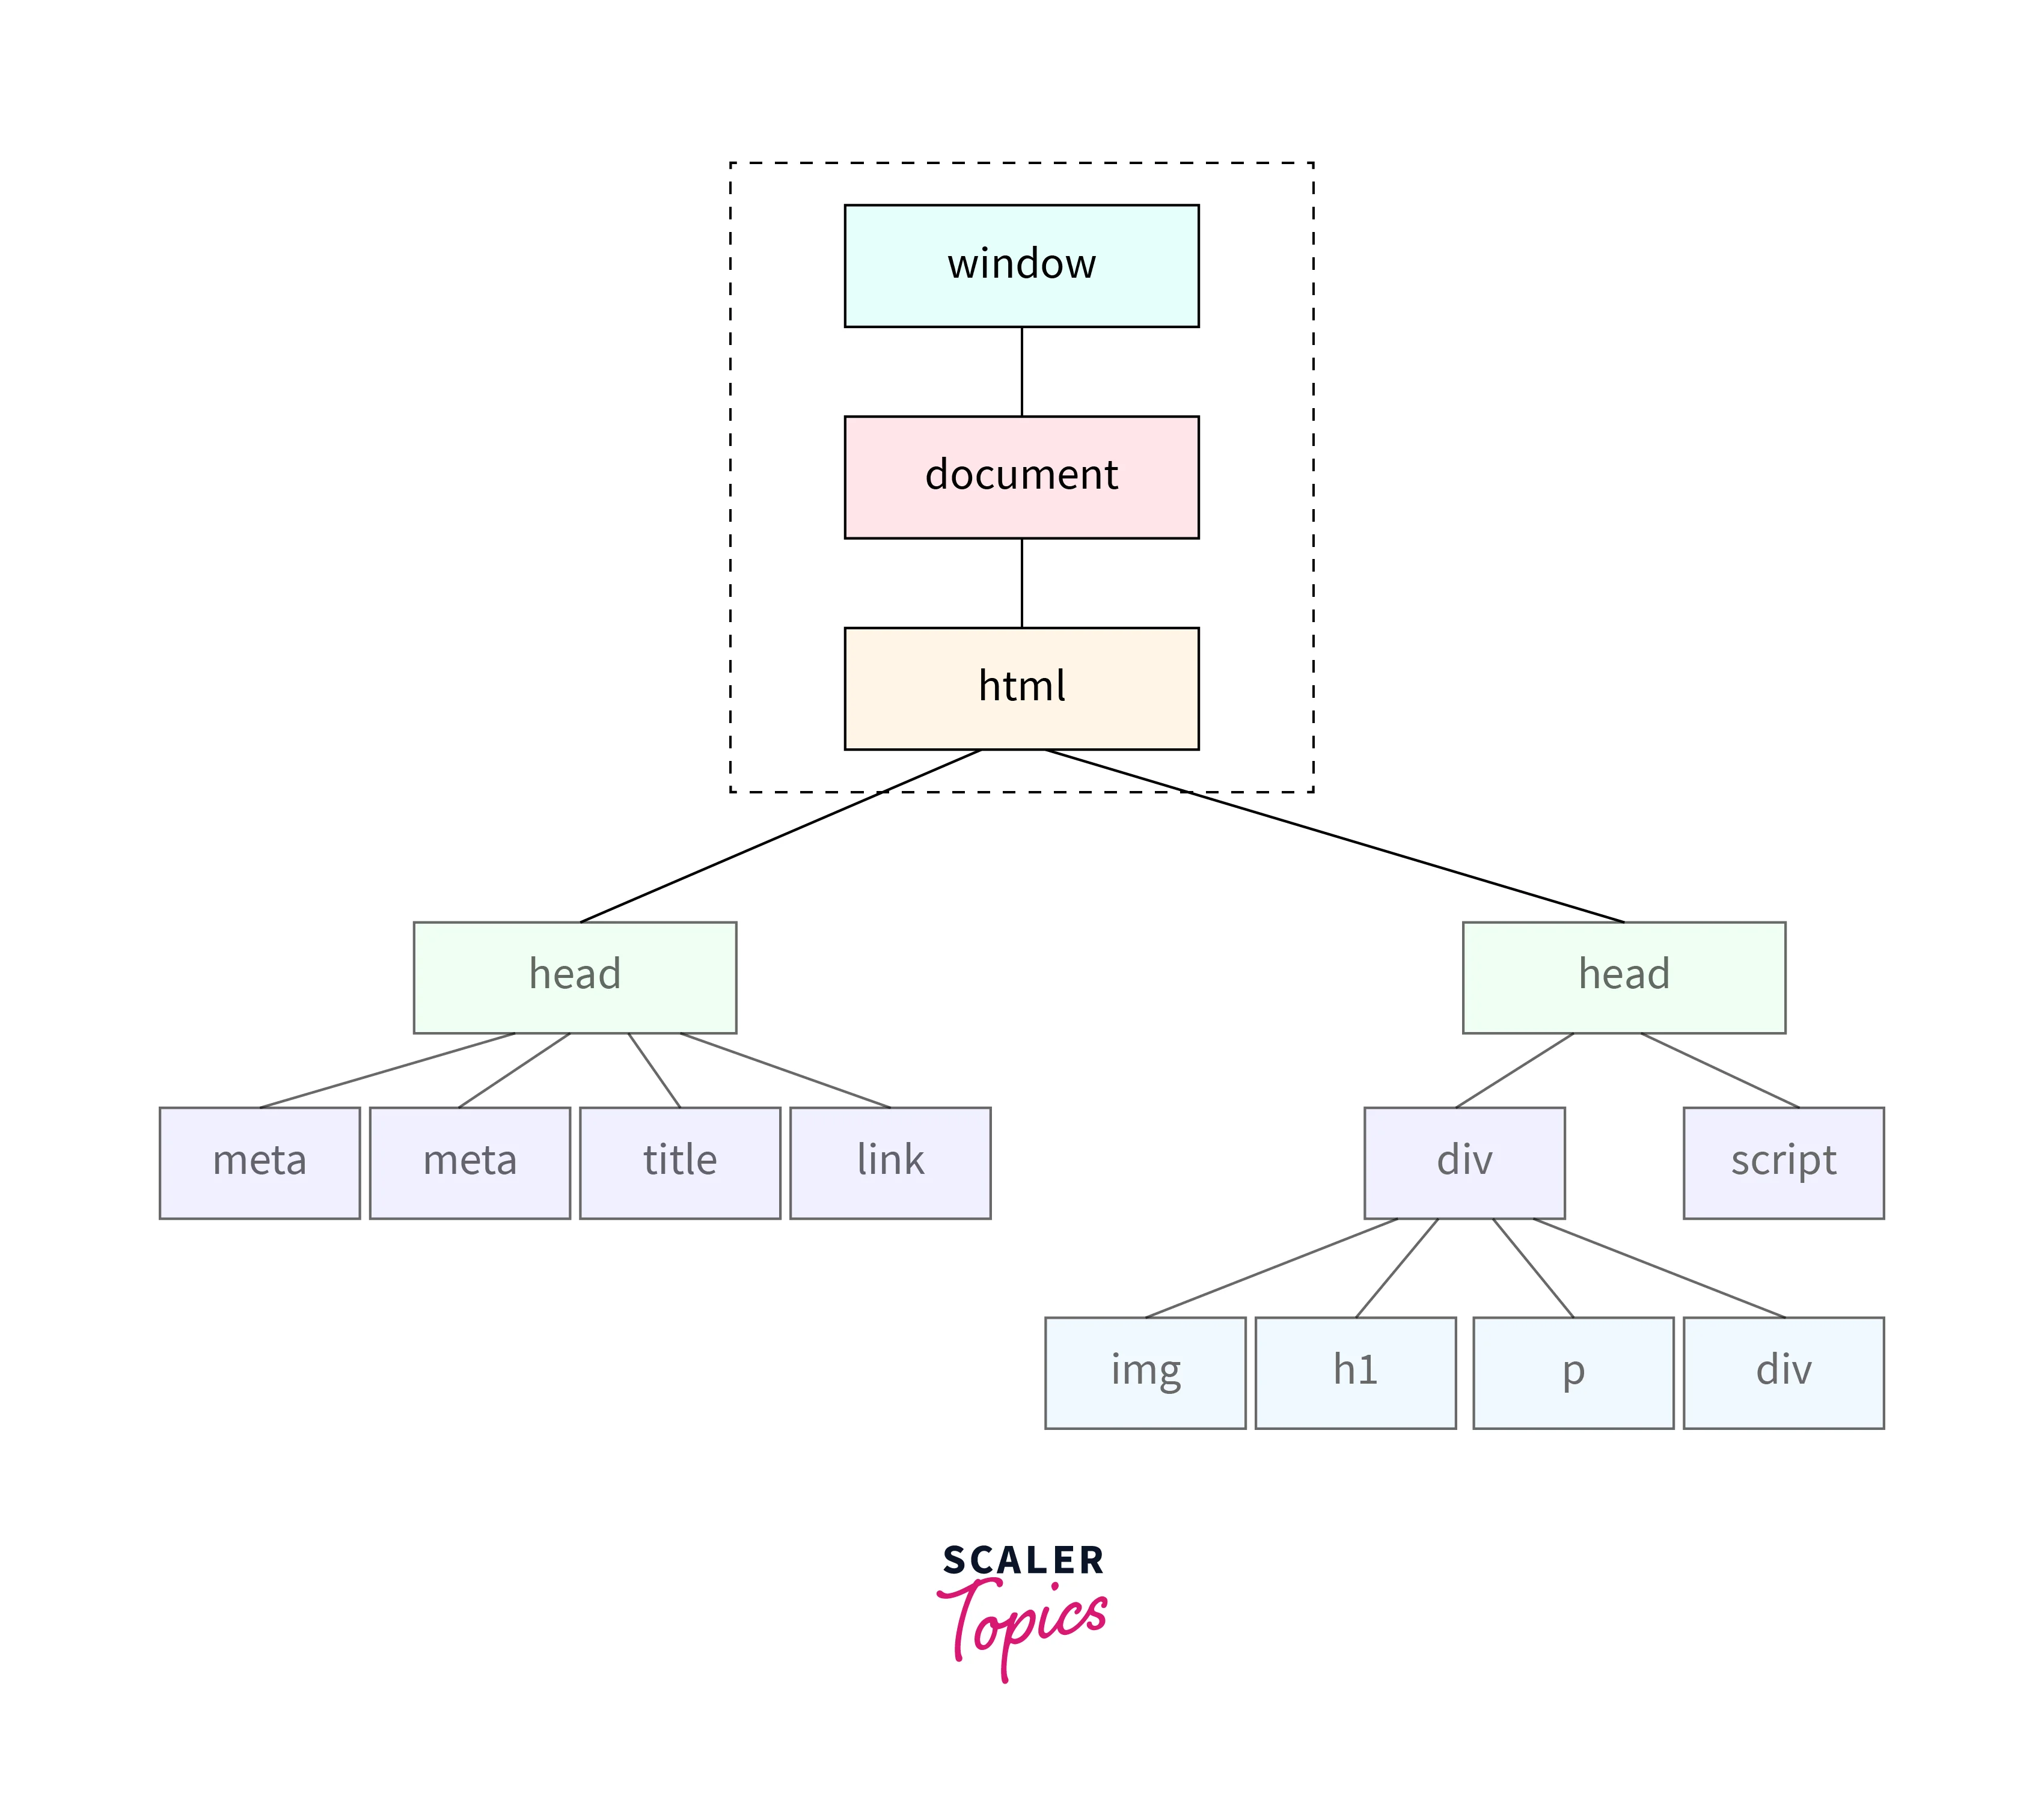 window
document
html
head
head
meta
meta
title
link
div
script
img
h1
p
div
SCALER
Topics